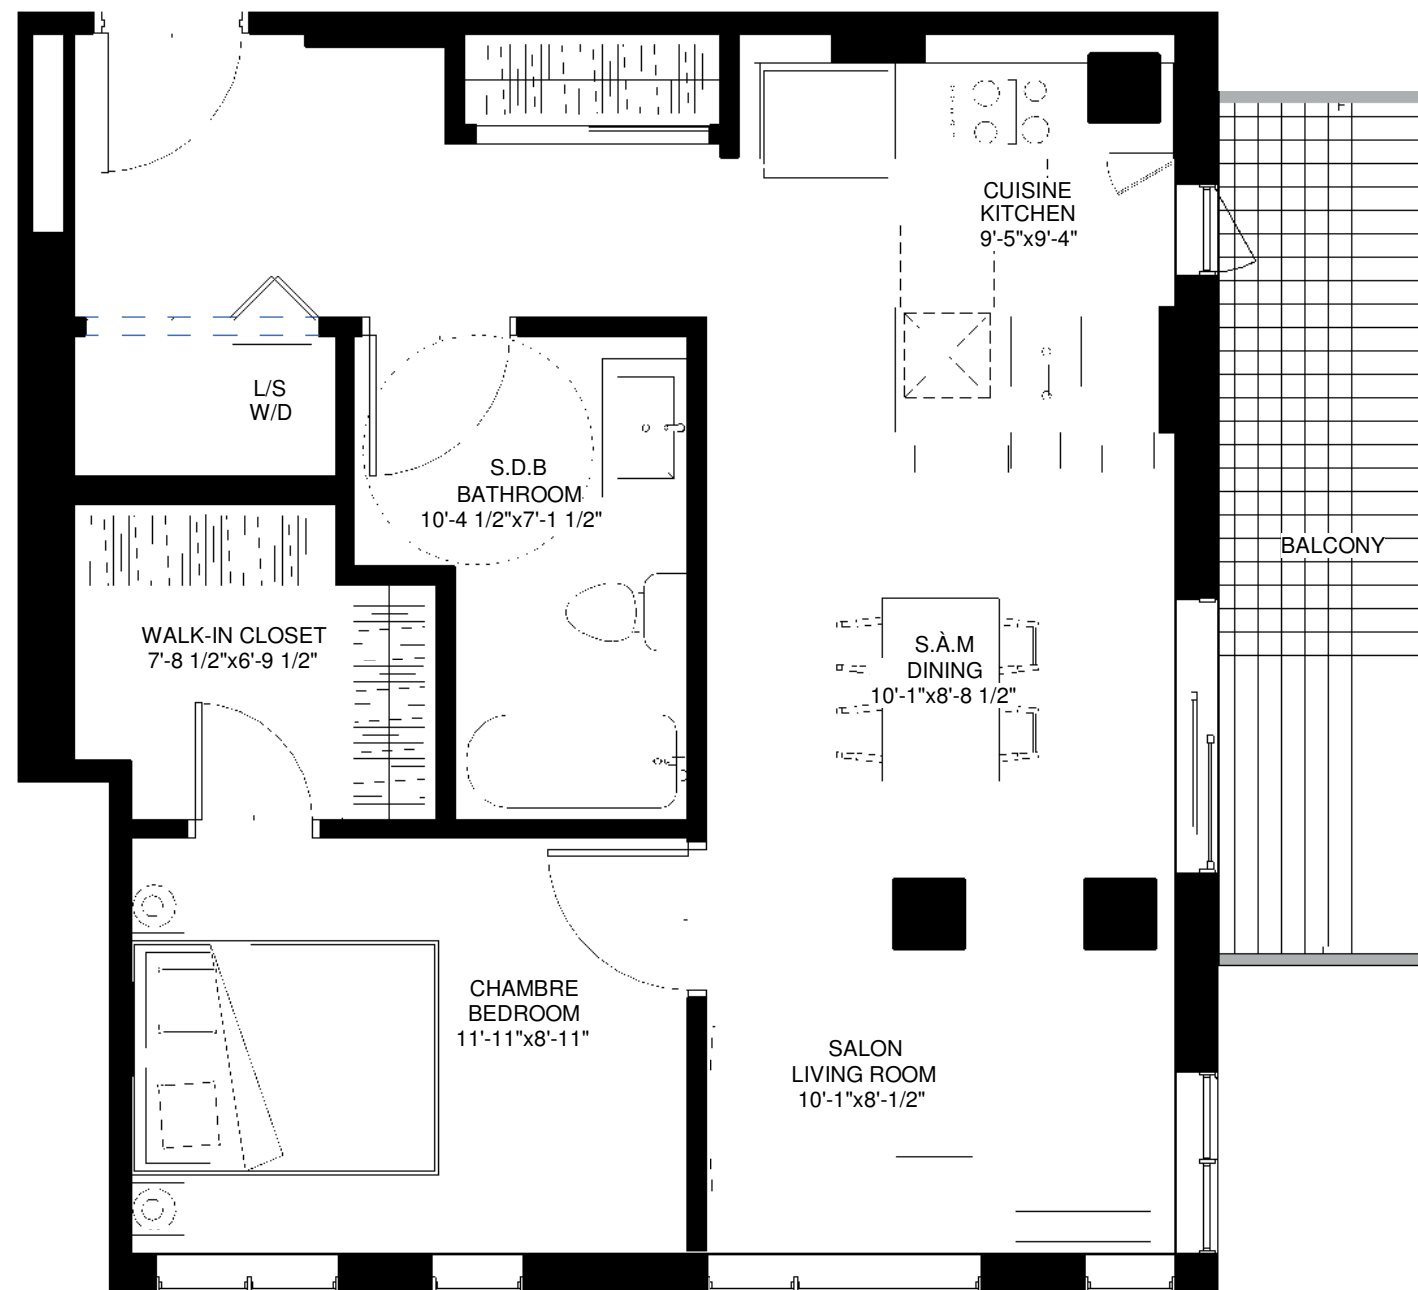 CUISINE
KITCHEN
9'-5"x9'-4"
L/S
W/D
S.D.B
BATHROOM
10'-4 1/2"x7'-1 1/2"
BALCONY
WALK-IN CLOSET
7'-8 1/2"x6'-9 1/2"
S.À.M
DINING
10'-1"x8'-8 1/2"
CHAMBRE
BEDROOM
11'-11"x8'-11"
SALON
LIVING ROOM
10'-1"x8'-1/2"